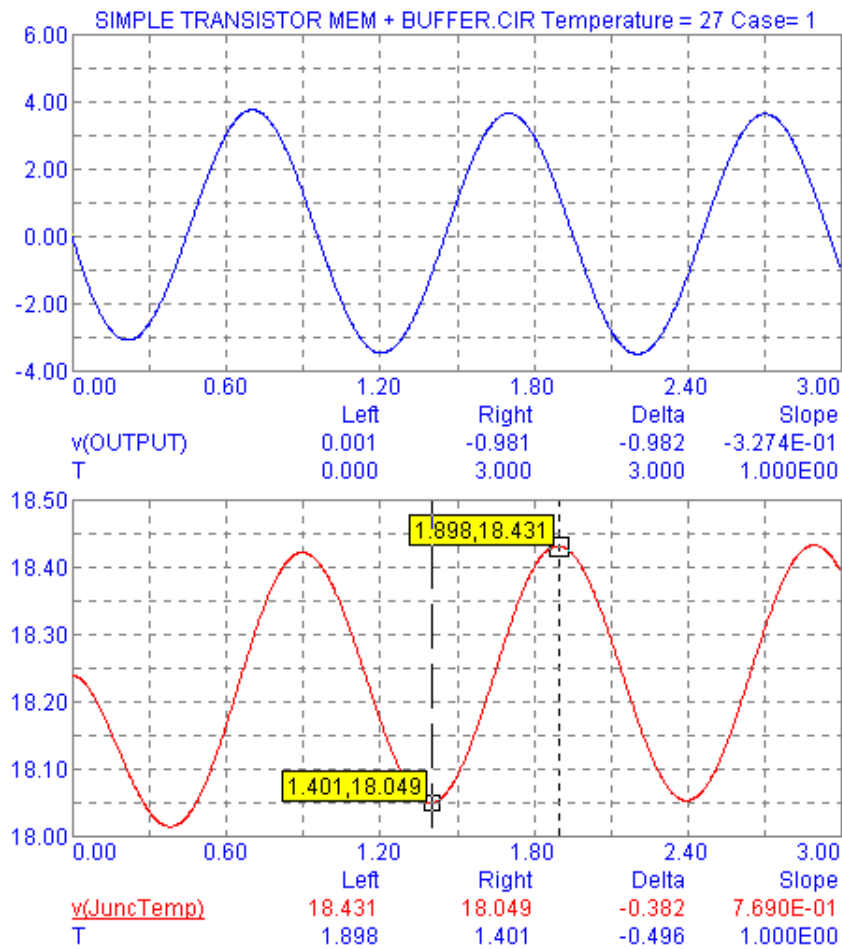 SIMPLE TRANSISTOR MEM + BUFFER.CIR Temperature = 27 Case= 1
6.00
4.00
2.00
0.00
-2.00
-4.00
0.00 0.60 1.20 1.80 2.40 3.00
Left Right Delta Slope
v(OUTPUT) 0.001 -0.981 -0.982 -3.274E-01
T 0.000 3.000 3.000 1.000E00
18.50
1.898,18.431
18.40
18.30
18.20
18.10
1.401,18.049
18.00
0.00 0.60 1.20 1.80 2.40 3.00
Left Right Delta Slope
v(JuncTemp) 18.431 18.049 -0.382 7.690E-01
T 1.898 1.401 -0.496 1.000E00